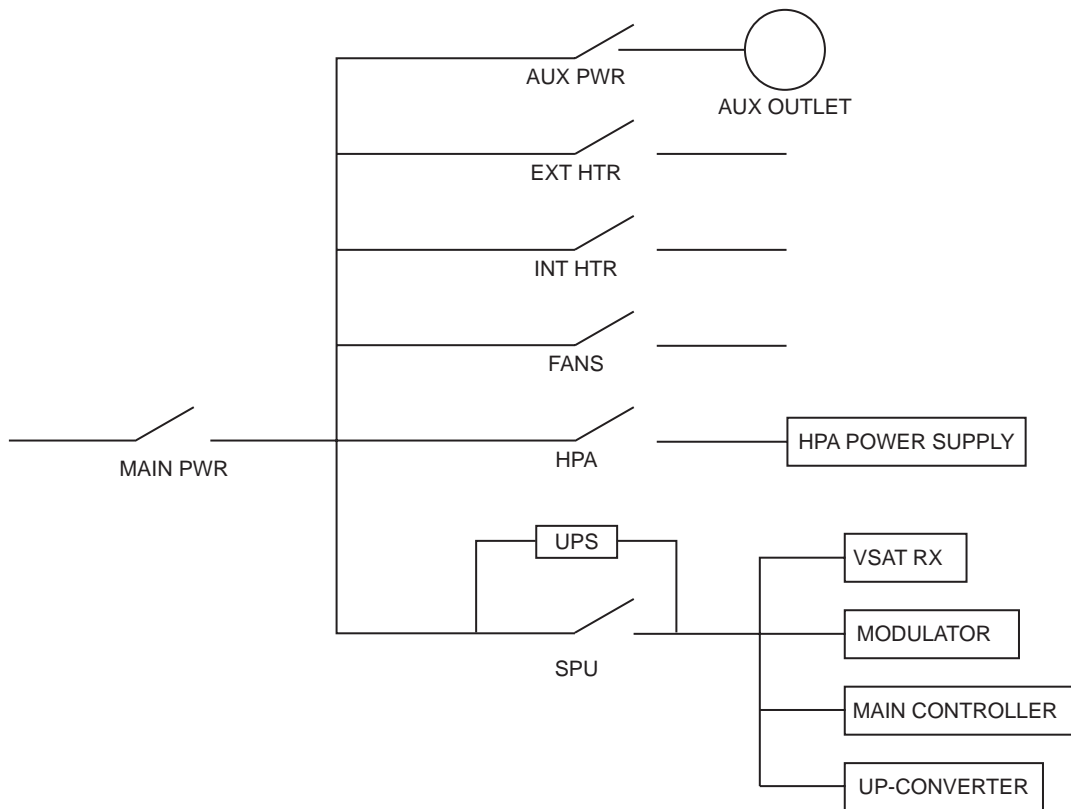 AUX PWR
AUX OUTLET
EXT HTR
INT HTR
FANS
MAIN PWR
HPA
HPA POWER SUPPLY
UPS
VSAT RX
SPU
MODULATOR
MAIN CONTROLLER
UP-CONVERTER